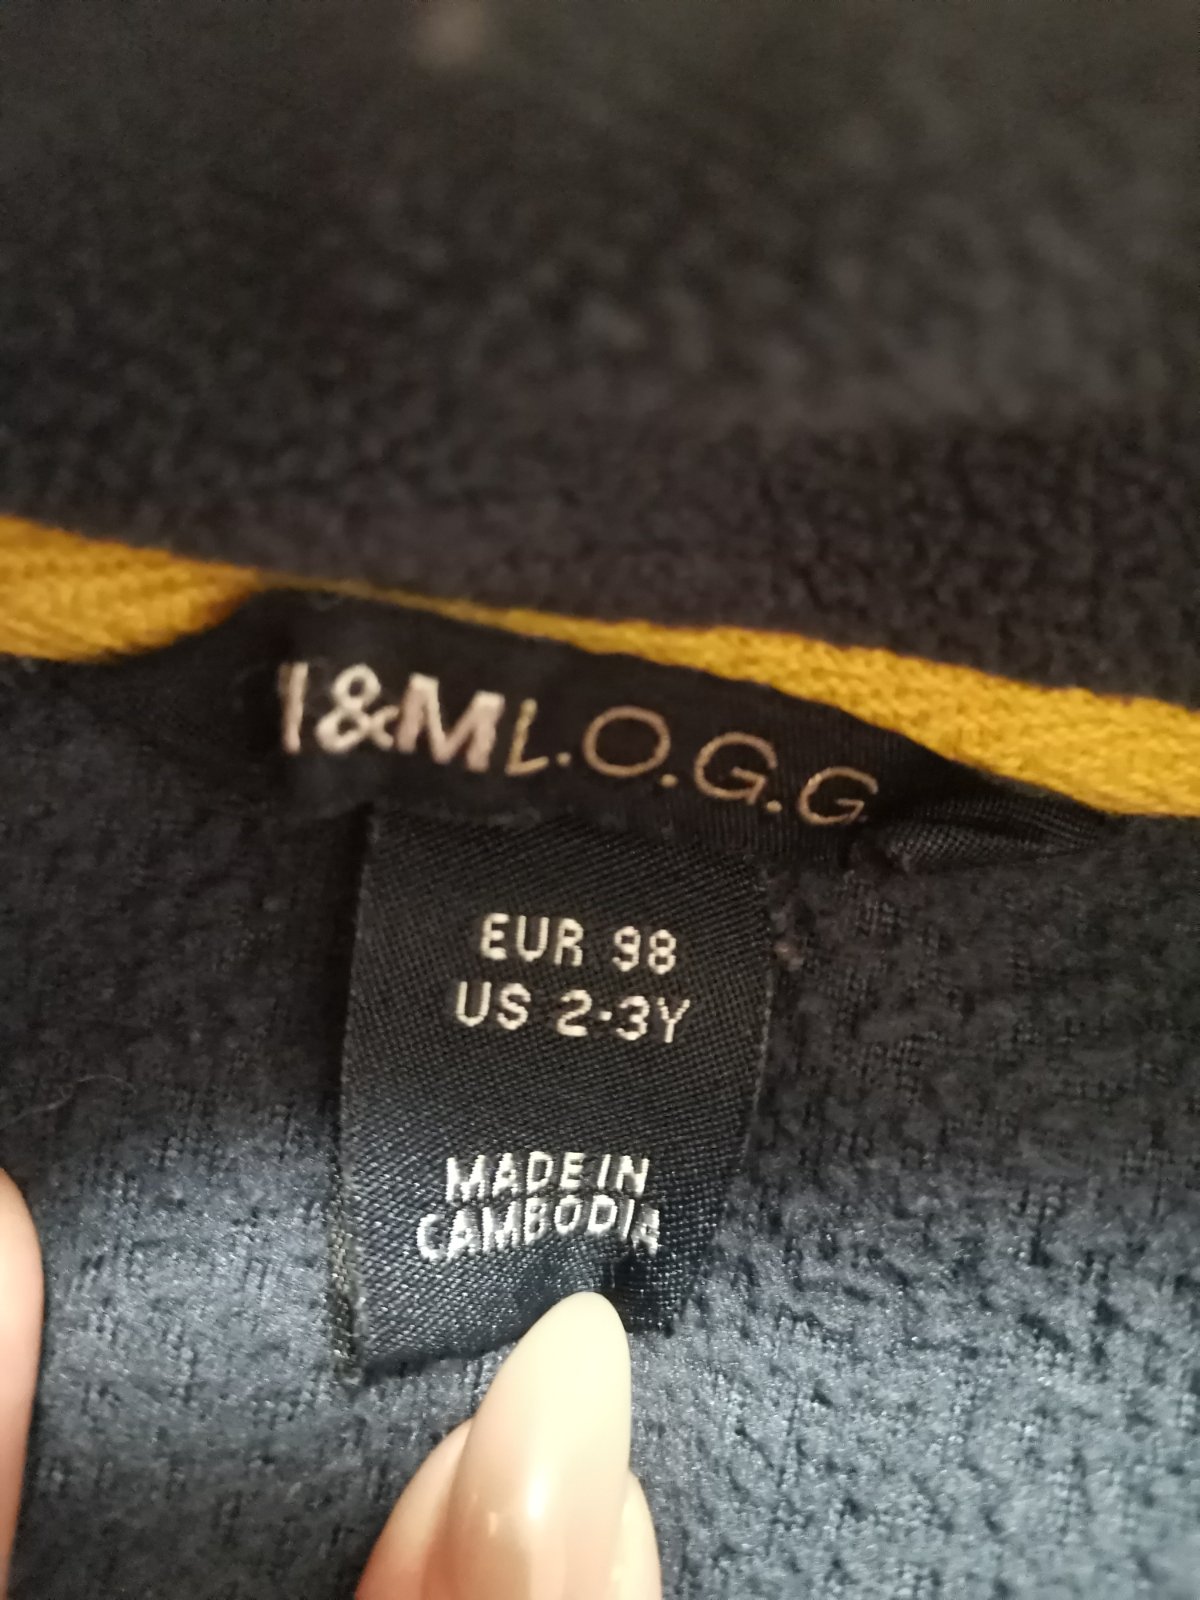 H&M L.O.G.G
EUR 98
US 2-3Y
MADE IN
CAMBODIA